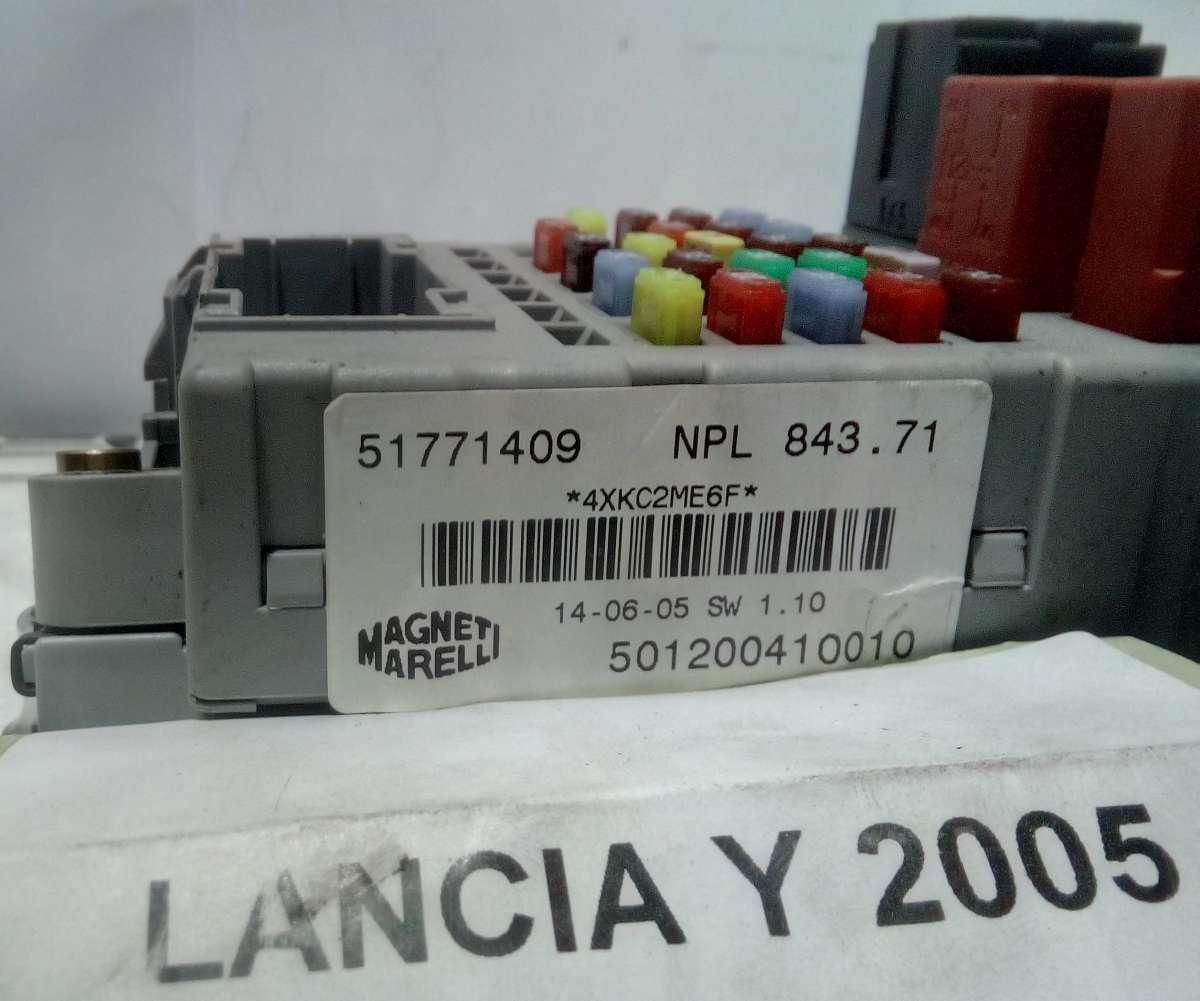 51771409 NPL 843.71
*4XKC2ME6F*
14-06-05 SW 1.10
MAGNETI
MARELLI
501200410010
LANCIA Y 2005